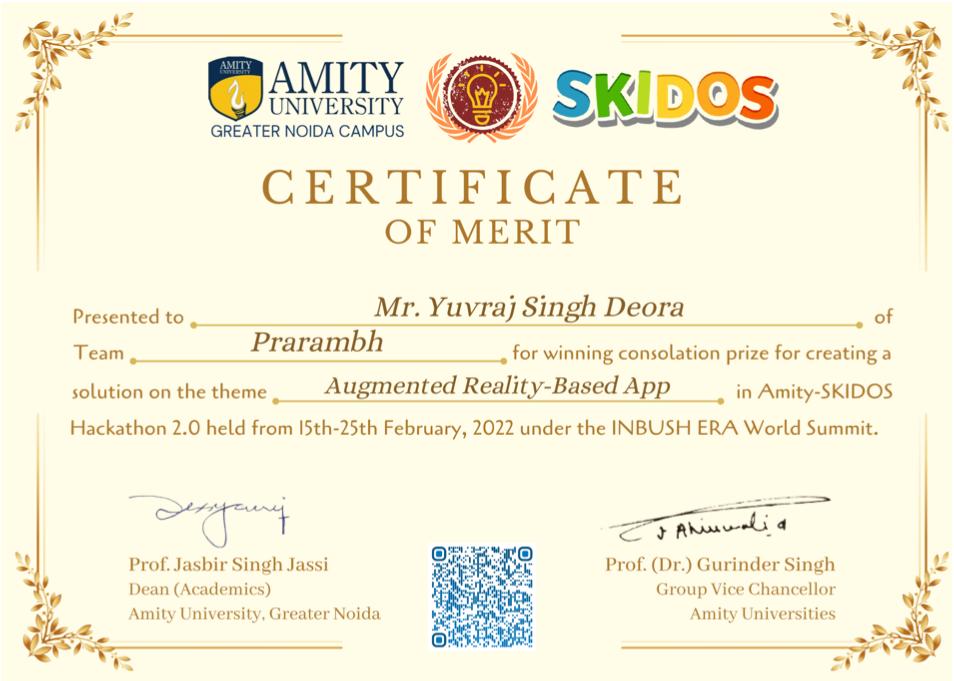 AMITY
UNIVERSITY
AMITY
UNIVERSITY
GREATER NOIDA CAMPUS
SKIDOS
CERTIFICATE
OF MERIT
Presented to Mr. Yuvraj Singh Deora of
Team Prarambh for winning consolation prize for creating a
solution on the theme Augmented Reality-Based App in Amity-SKIDOS
Hackathon 2.0 held from 15th-25th February, 2022 under the INBUSH ERA World Summit.
Prof. Jasbir Singh Jassi
Dean (Academics)
Amity University, Greater Noida
Prof. (Dr.) Gurinder Singh
Group Vice Chancellor
Amity Universities